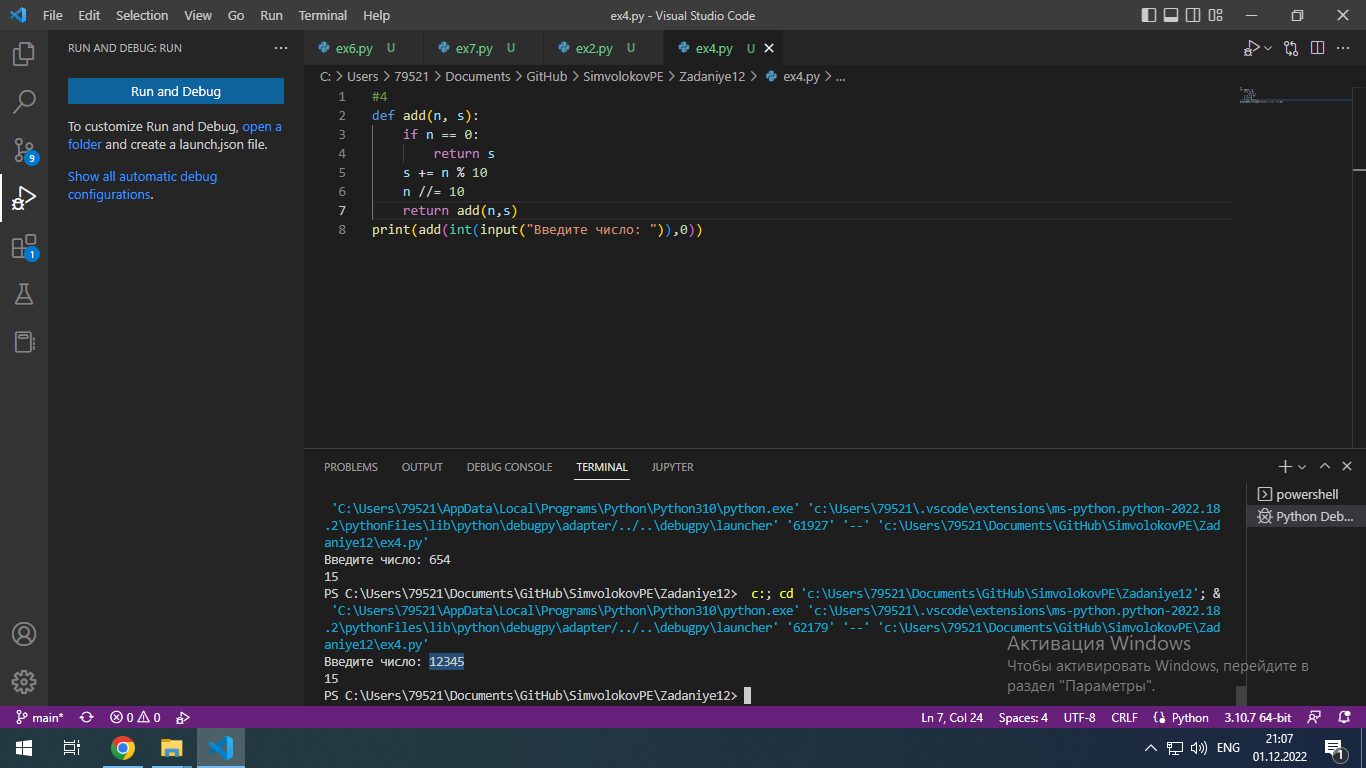 File Edit Selection View Go Run Terminal Help ex4.py - Visual Studio Code
RUN AND DEBUG: RUN ...
ex6.py U ex7.py U ex2.py U ex4.py U
C: > Users > 79521 > Documents > GitHub > SimvolokovPE > Zadaniye12 > ex4.py > ...
Run and Debug
To customize Run and Debug, open a
folder and create a launch.json file.
Show all automatic debug
configurations.
9
1
1 #4
2 def add(n, s):
3 if n == 0:
4 return s
5 s += n % 10
6 n //= 10
7 return add(n,s)
8 print(add(int(input("Введите число: ")),0))
PROBLEMS OUTPUT DEBUG CONSOLE TERMINAL JUPYTER
powershell
Python Deb...
'C:\Users\79521\AppData\Local\Programs\Python\Python310\python.exe' 'c:\Users\79521\.vscode\extensions\ms-python.python-2022.18
.2\pythonFiles\lib\python\debugpy\adapter/../..\debugpy\launcher' '61927' '--' 'c:\Users\79521\Documents\GitHub\SimvolokovPE\Zad
aniye12\ex4.py'
Введите число: 654
15
PS C:\Users\79521\Documents\GitHub\SimvolokovPE\Zadaniye12> c:; cd 'c:\Users\79521\Documents\GitHub\SimvolokovPE\Zadaniye12'; &
'C:\Users\79521\AppData\Local\Programs\Python\Python310\python.exe' 'c:\Users\79521\.vscode\extensions\ms-python.python-2022.18
.2\pythonFiles\lib\python\debugpy\adapter/../..\debugpy\launcher' '62179' '--' 'c:\Users\79521\Documents\GitHub\SimvolokovPE\Zad
aniye12\ex4.py'
Введите число: 12345
15
PS C:\Users\79521\Documents\GitHub\SimvolokovPE\Zadaniye12>
Активация Windows
Чтобы активировать Windows, перейдите в
раздел "Параметры".
main* 0 0 Ln 7, Col 24 Spaces: 4 UTF-8 CRLF Python 3.10.7 64-bit
ENG
21:07
01.12.2022
1